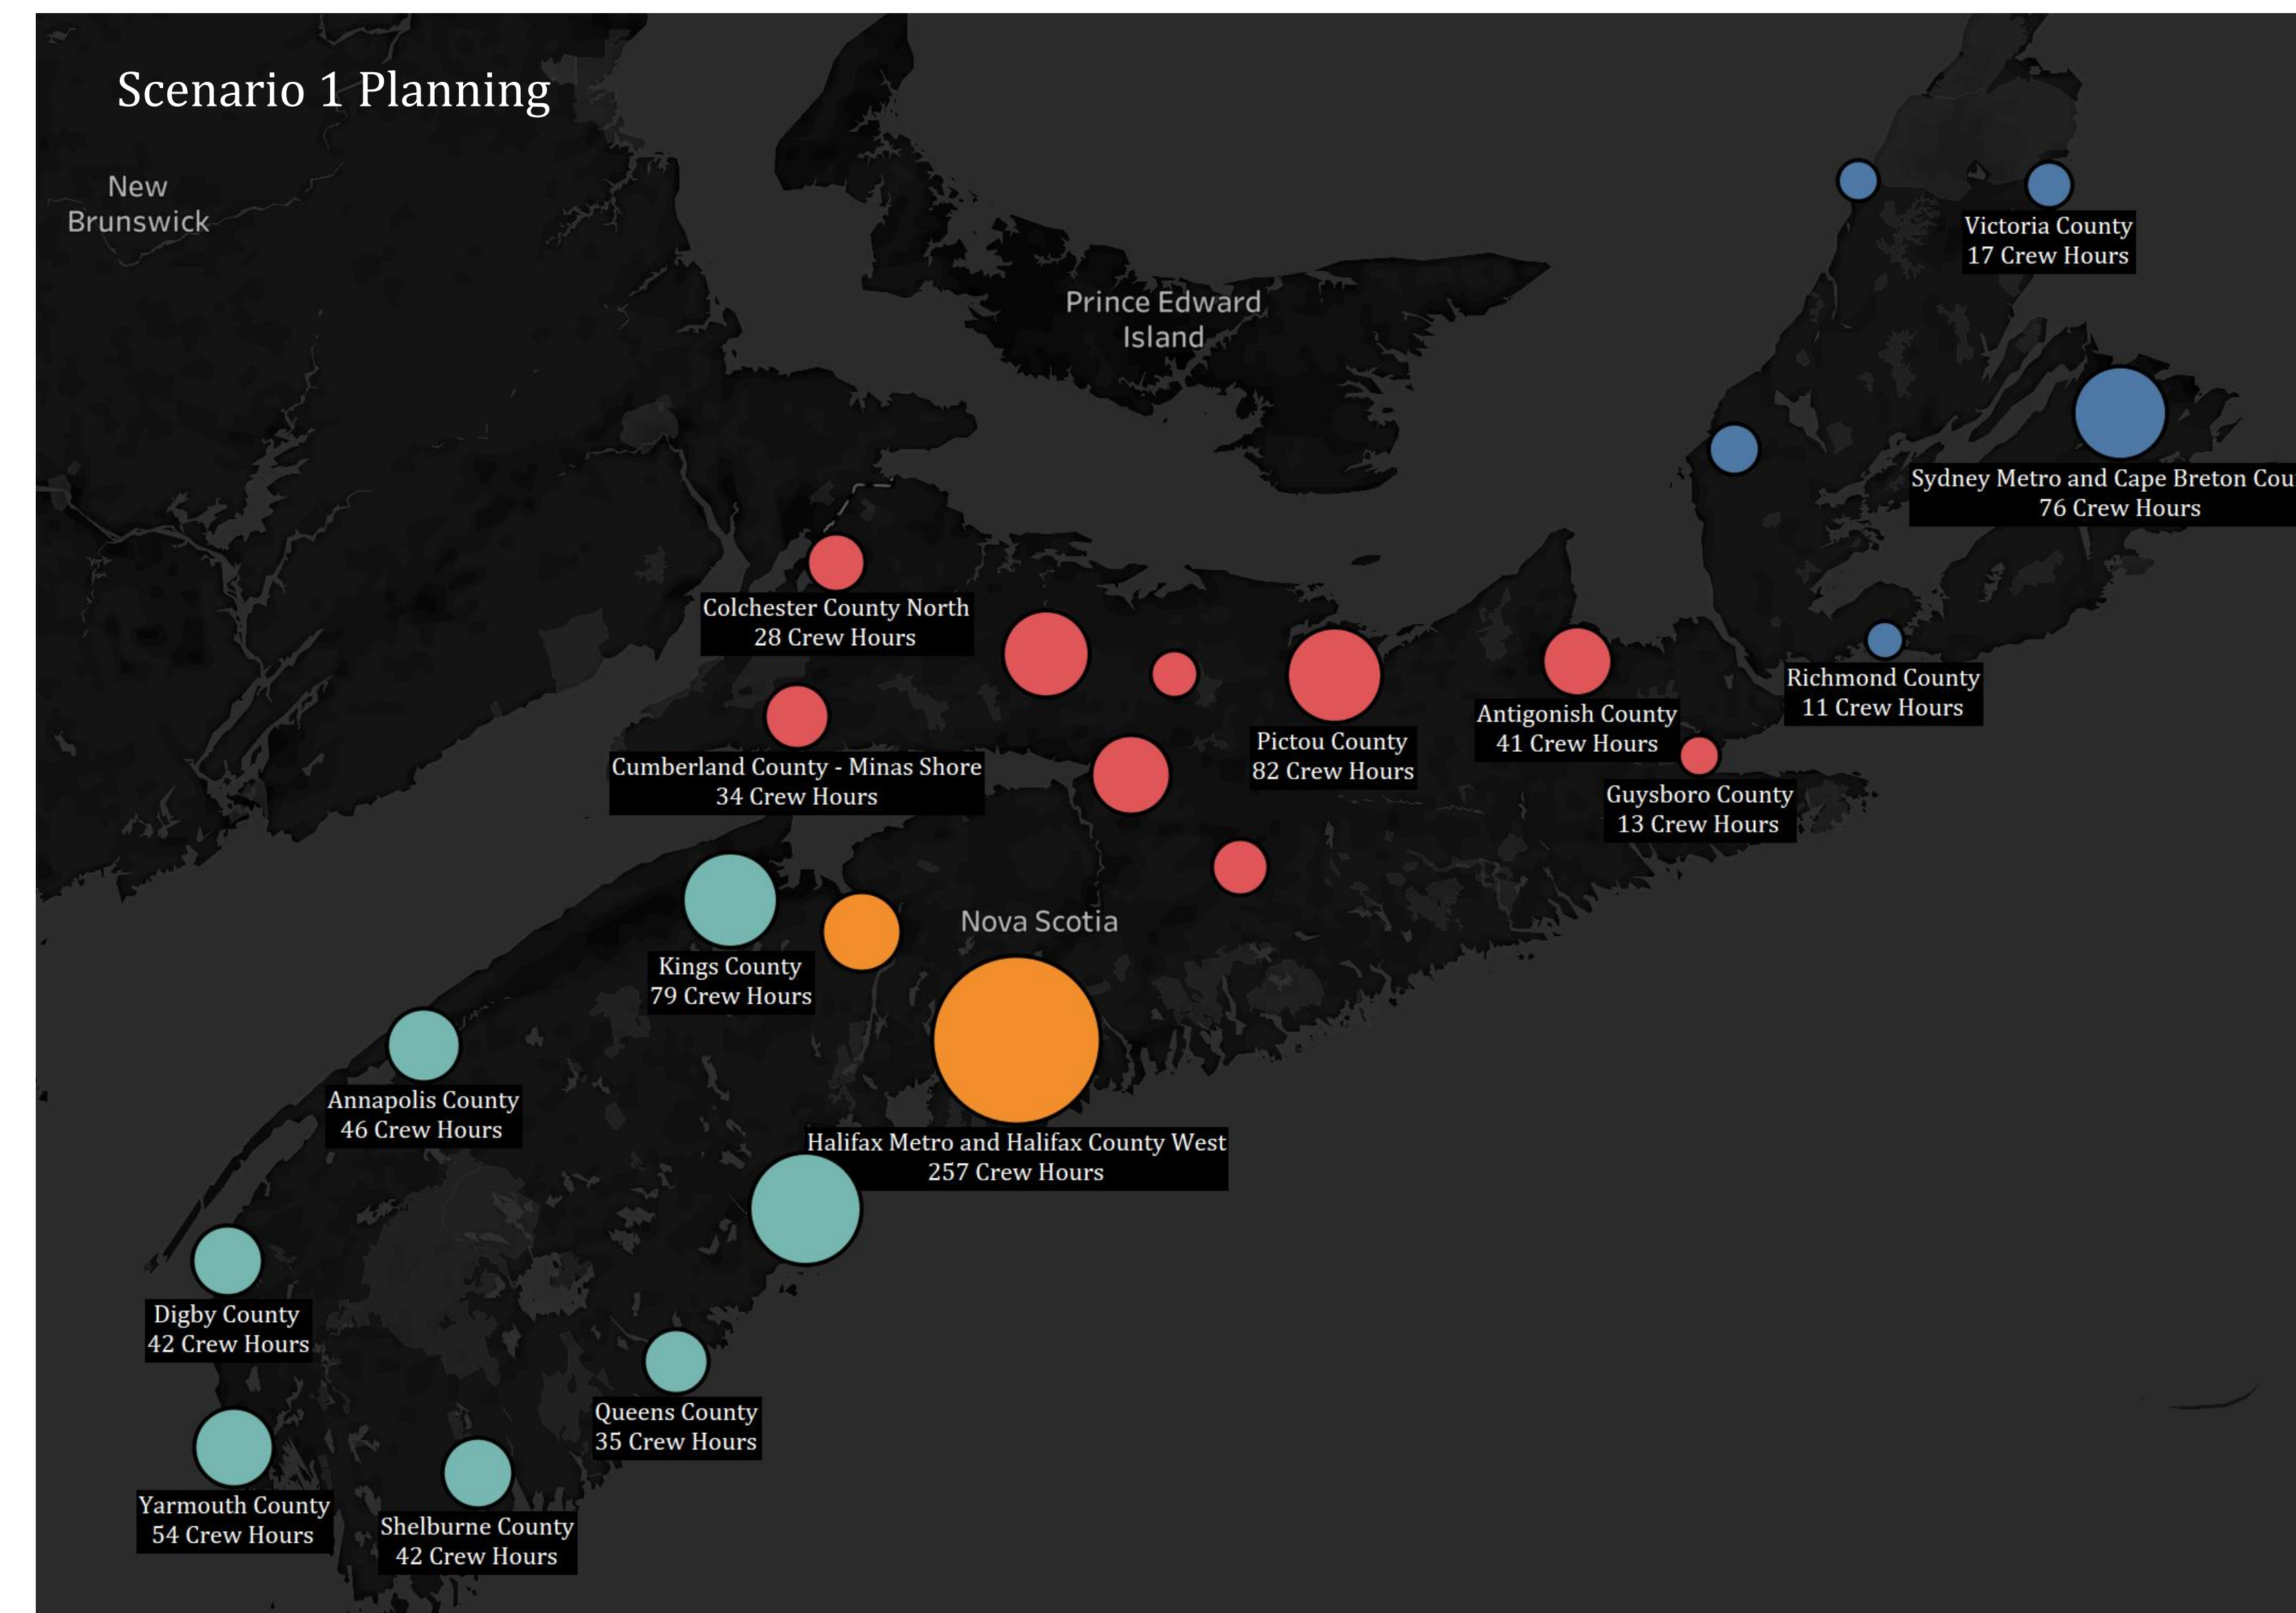 Scenario 1 Planning
New
Brunswick
Prince Edward
Island
Victoria County
17 Crew Hours
Sydney Metro and Cape Breton Cou
76 Crew Hours
Colchester County North
28 Crew Hours
Richmond County
11 Crew Hours
Antigonish County
41 Crew Hours
Pictou County
82 Crew Hours
Cumberland County - Minas Shore
34 Crew Hours
Guysboro County
13 Crew Hours
Nova Scotia
Kings County
79 Crew Hours
Annapolis County
46 Crew Hours
Halifax Metro and Halifax County West
257 Crew Hours
Digby County
42 Crew Hours
Queens County
35 Crew Hours
Yarmouth County
54 Crew Hours
Shelburne County
42 Crew Hours